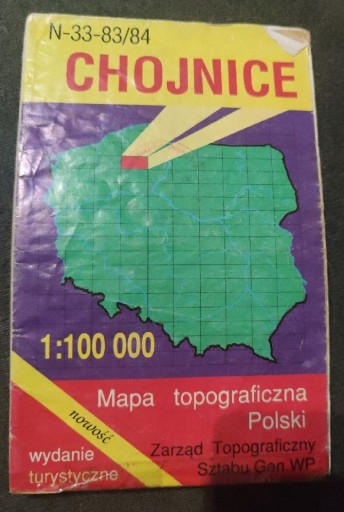 N-33-83/84
CHOJNICE
1:100 000
Mapa topograficzna
Polski
nowość
wydanie
turystyczne
Zarząd Topograficzny
Sztabu Gen.WP